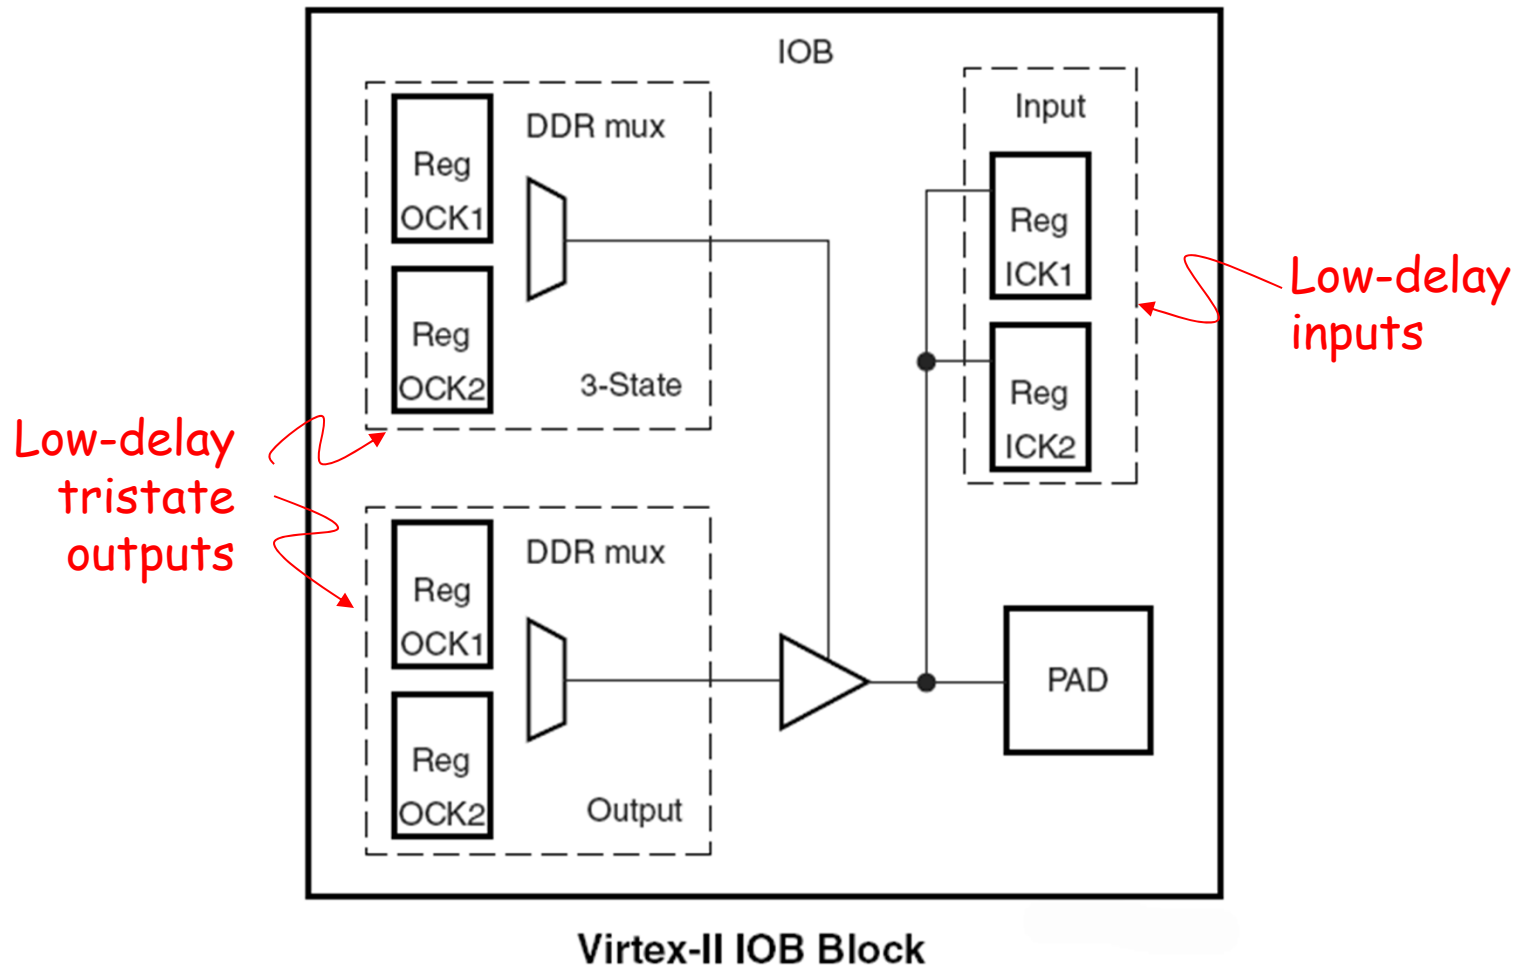 IOB
DDR mux
Reg
OCK1
Reg
OCK2
3-State
Input
Reg
ICK1
Reg
ICK2
Low-delay
inputs
Low-delay
tristate
outputs
DDR mux
Reg
OCK1
Reg
OCK2
Output
PAD
Virtex-II IOB Block